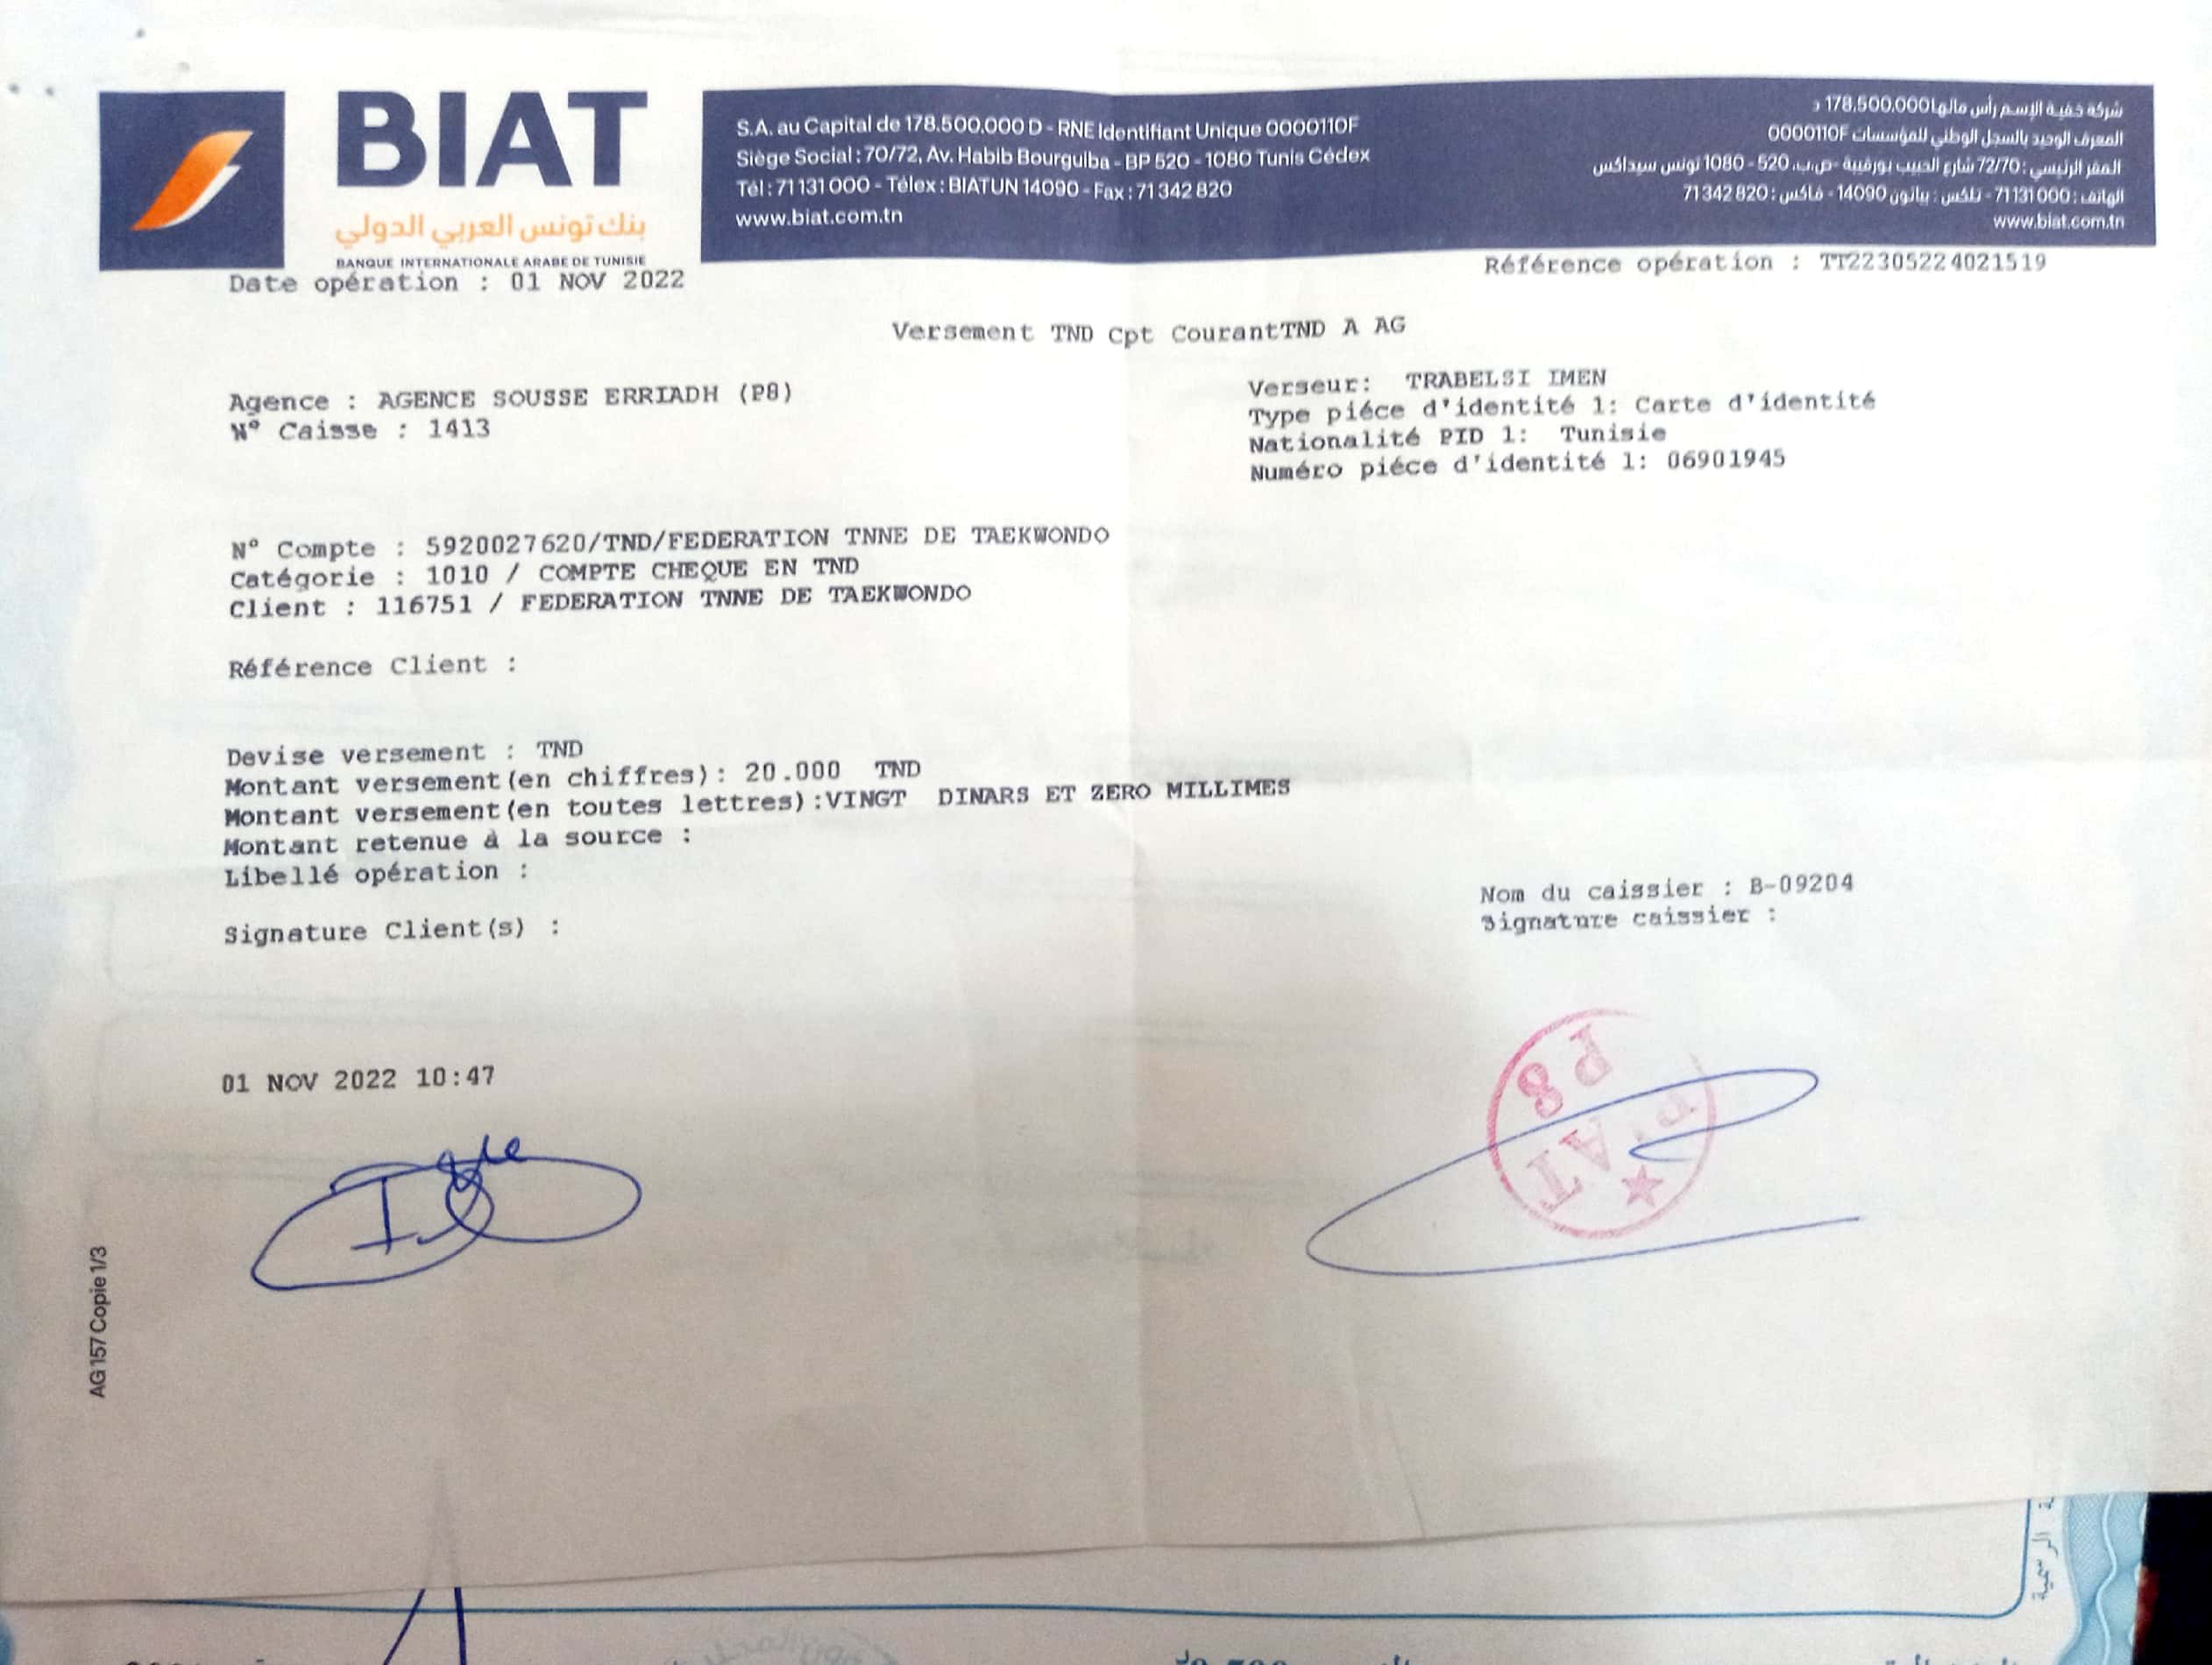 BIAT
بنك تونس العربي الدولي
BANQUE INTERNATIONALE ARABE DE TUNISIE
S.A. au Capital de 178.500.000 D - RNE Identifiant Unique 0000110F
Siège Social : 70/72, Av. Habib Bourguiba - BP 520 - 1080 Tunis Cédex
Tél : 71 131 000 - Télex : BIATUN 14090 - Fax : 71 342 820
www.biat.com.tn
شركة خفية الإسم رأس مالها 178.500.000 د
المعرف الوحيد بالسجل الوطني للمؤسسات 0000110F
المقر الرئيسي : 72/70 شارع الحبيب بورقيبة -ص.ب. 520 - 1080 تونس سيداكس
الهاتف : 71 131 000 - تلكس : بياتون 14090 - فاكس : 71 342 820
www.biat.com.tn
Date opération : 01 NOV 2022
Référence opération : TT22305224021519
Versement TND Cpt CourantTND A AG
Agence : AGENCE SOUSSE ERRIADH (P8)
N° Caisse : 1413
Verseur: TRABELSI IMEN
Type piéce d'identité 1: Carte d'identité
Nationalité PID 1: Tunisie
Numéro piéce d'identité 1: 06901945
N° Compte : 5920027620/TND/FEDERATION TNNE DE TAEKWONDO
Catégorie : 1010 / COMPTE CHEQUE EN TND
Client : 116751 / FEDERATION TNNE DE TAEKWONDO
Référence Client :
Devise versement : TND
Montant versement(en chiffres): 20.000 TND
Montant versement(en toutes lettres):VINGT DINARS ET ZERO MILLIMES
Montant retenue à la source :
Libellé opération :
Signature Client(s) :
Nom du caissier : B-09204
Signature caissier :
01 NOV 2022 10:47
P8
AG 157 Copie 1/3